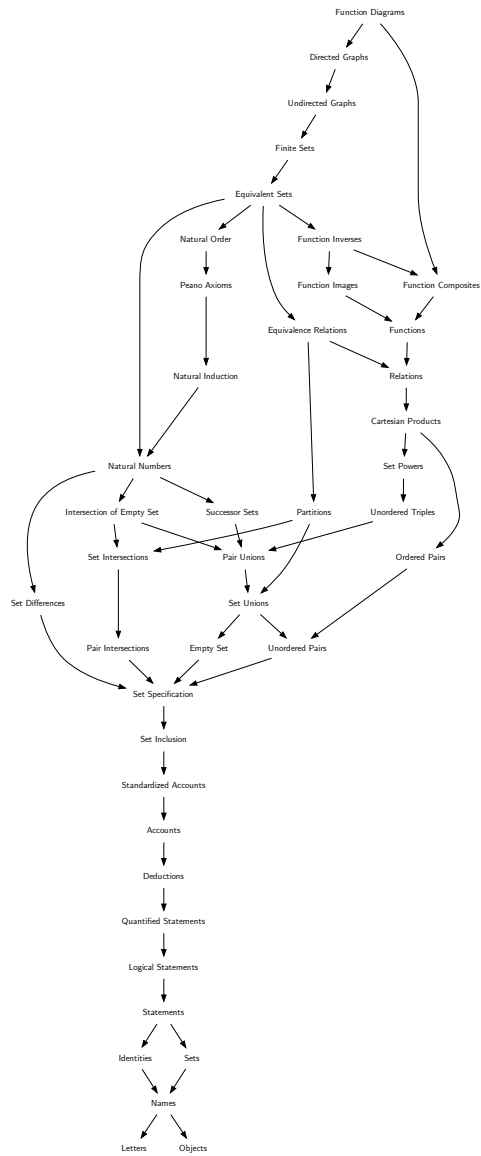 Function Diagrams
Directed Graphs
Undirected Graphs
Finite Sets
Equivalent Sets
Natural Order
Function Inverses
Peano Axioms
Function Images
Function Composites
Equivalence Relations
Functions
Natural Induction
Relations
Cartesian Products
Natural Numbers
Set Powers
Intersection of Empty Set
Successor Sets
Partitions
Unordered Triples
Set Intersections
Pair Unions
Ordered Pairs
Set Differences
Set Unions
Pair Intersections
Empty Set
Unordered Pairs
Set Specification
Set Inclusion
Standardized Accounts
Accounts
Deductions
Quantified Statements
Logical Statements
Statements
Identities
Sets
Names
Letters
Objects